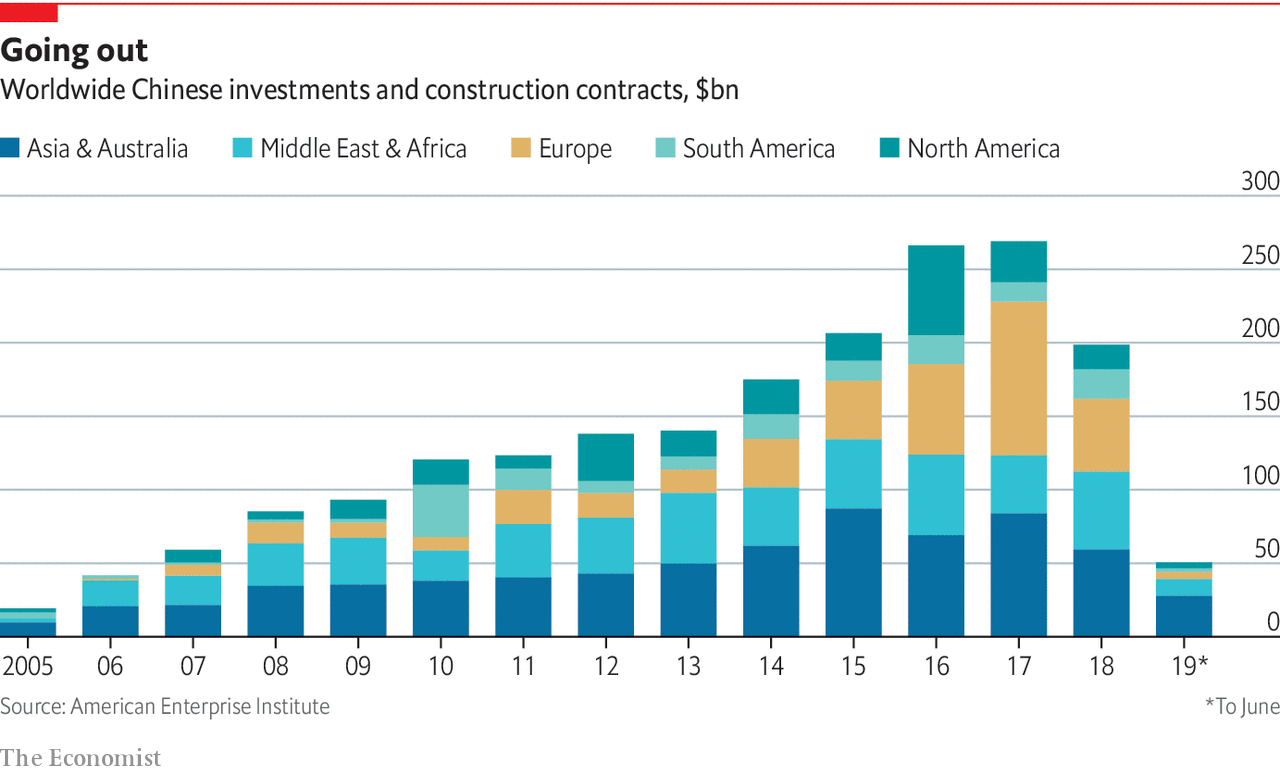 Going out
Worldwide Chinese investments and construction contracts, $bn
Asia & Australia Middle East & Africa Europe South America North America
300
250
200
150
100
50
0
2005 06 07 08 09 10 11 12 13 14 15 16 17 18 19*
Source: American Enterprise Institute *To June
The Economist